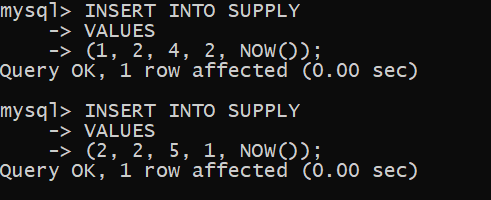 mysql> INSERT INTO SUPPLY
    -> VALUES
    -> (1, 2, 4, 2, NOW());
Query OK, 1 row affected (0.00 sec)

mysql> INSERT INTO SUPPLY
    -> VALUES
    -> (2, 2, 5, 1, NOW());
Query OK, 1 row affected (0.00 sec)